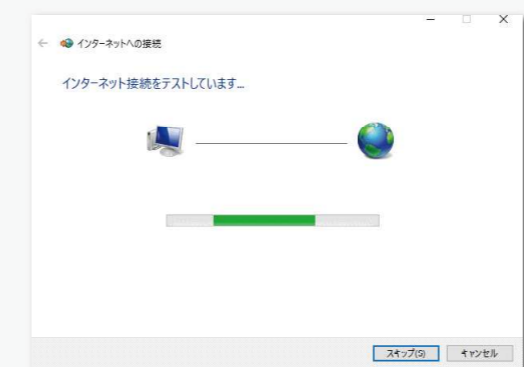 インターネットへの接続
インターネット接続をテストしています...
スキップ(S) キャンセル